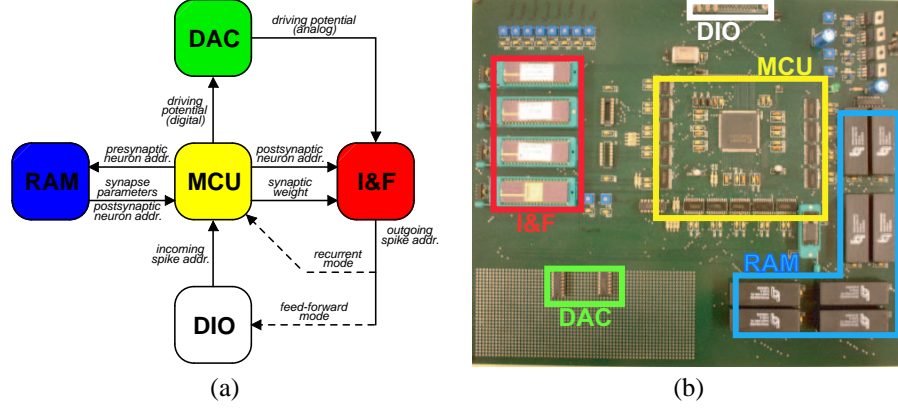 DAC
driving potential
(analog)
driving
potential
(digital)
presynaptic
neuron addr.
postsynaptic
neuron addr.
RAM
MCU
I&F
synapse
parameters
postsynaptic
neuron addr.
synaptic
weight
incoming
spike addr.
outgoing
spike addr.
recurrent
mode
feed-forward
mode
DIO
(a)
DIO
MCU
I&F
RAM
DAC
(b)